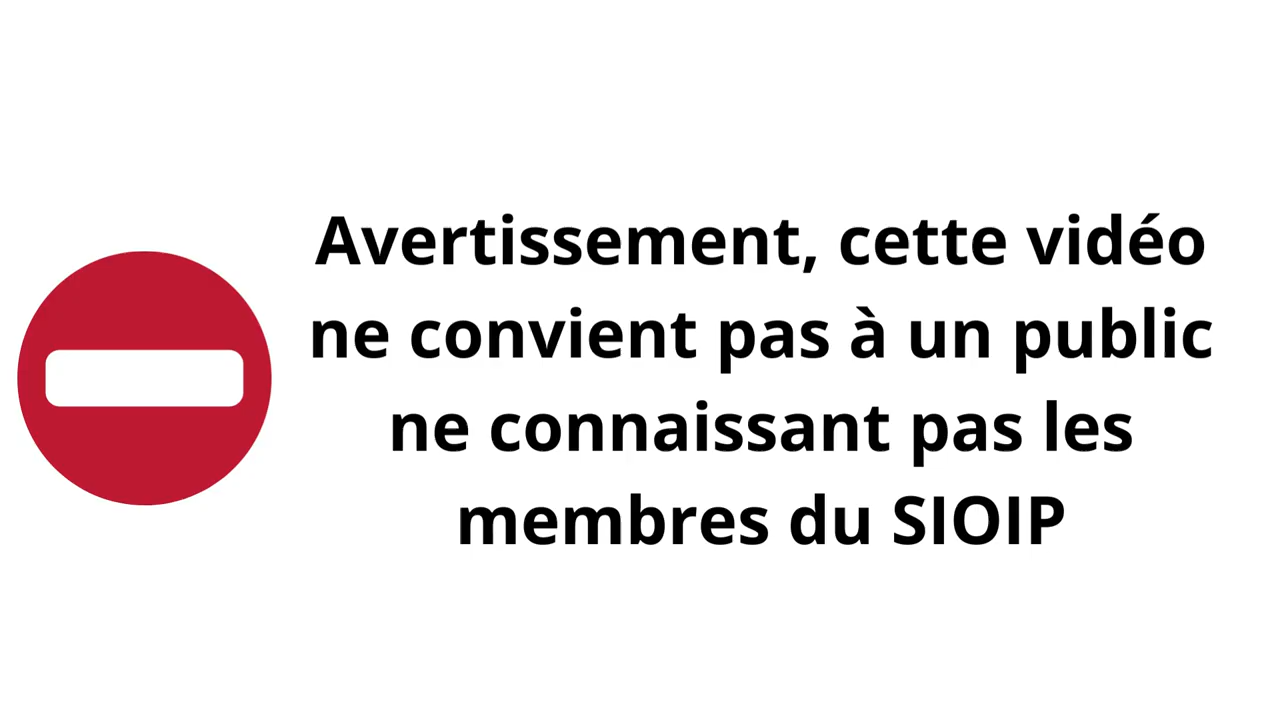 Avertissement, cette vidéo
ne convient pas à un public
ne connaissant pas les
membres du SIOIP